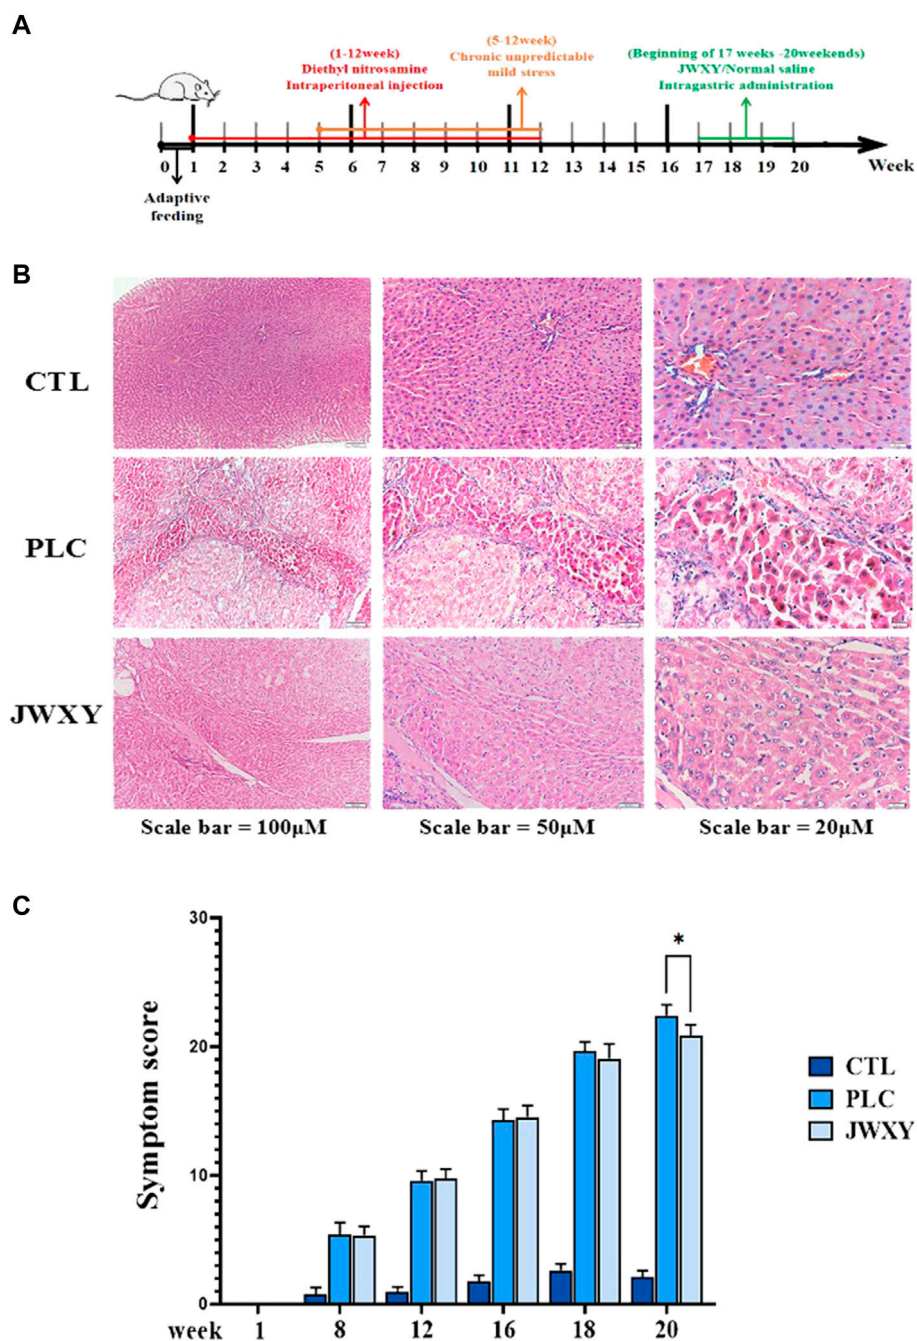 A
(1-12week)
Diethyl nitrosamine
Intraperitoneal injection
(5-12week)
Chronic unpredictable
mild stress
(Beginning of 17 weeks -20weekends)
JWXY/Normal saline
Intragastric administration
0 1 2 3 4 5 6 7 8 9 10 11 12 13 14 15 16 17 18 19 20 Week
Adaptive
feeding
B
CTL
PLC
JWXY
Scale bar = 100μM Scale bar = 50μM Scale bar = 20μM
C
Symptom score
30
20
10
0
*
CTL
PLC
JWXY
week 1 8 12 16 18 20